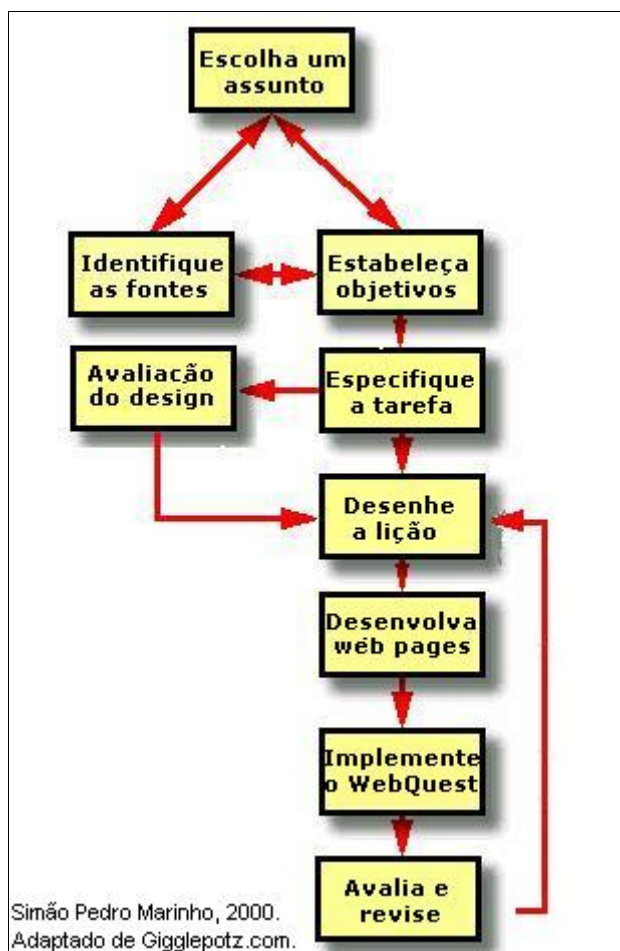 Escolha um
assunto
Identifique
as fontes
Estabeleça
objetivos
Avaliação
do design
Especifique
a tarefa
Desenhe
a lição
Desenvolva
web pages
Implemente
o WebQuest
Avalia e
revise
Simão Pedro Marinho, 2000.
Adaptado de Gigglepotz.com.